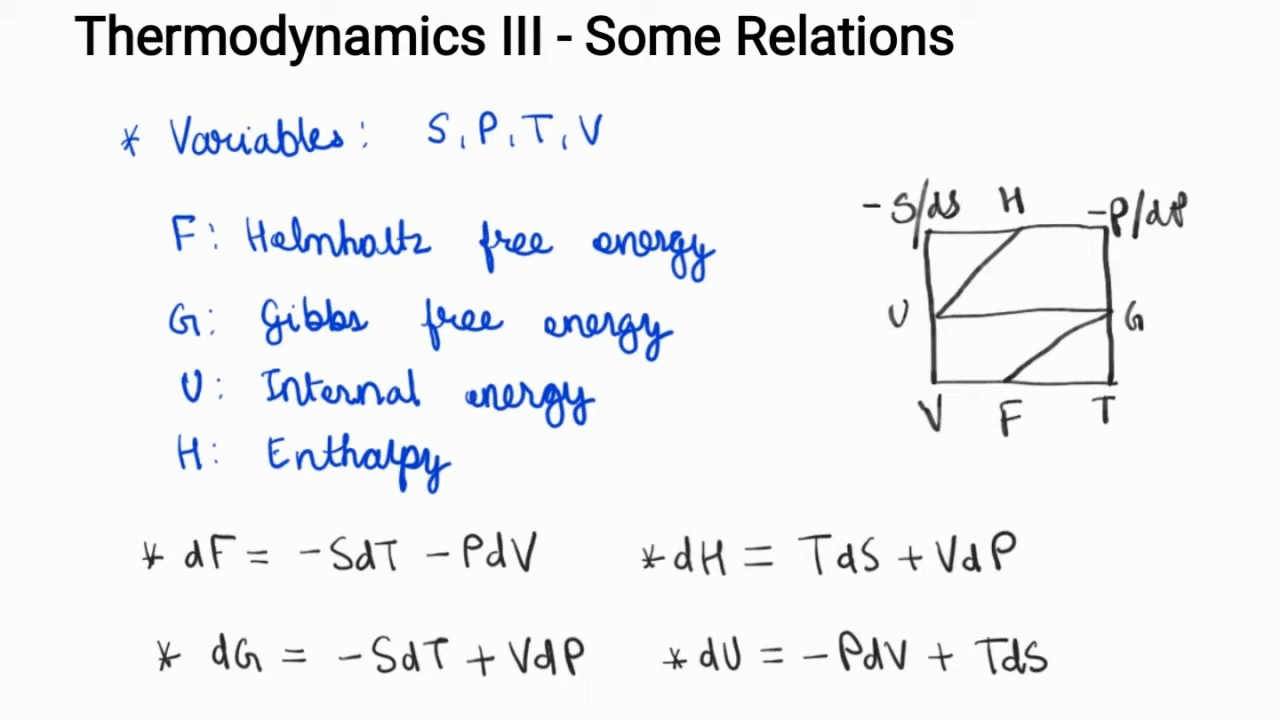 Thermodynamics III - Some Relations
* Variables: S, P, T, V
F: Helmholtz free energy
G: Gibbs free energy
U: Internal energy
H: Enthalpy
-S/dS H -P/dP
U G
V F T
* dF = -SdT - PdV
* dH = TdS + VdP
* dG = -SdT + VdP
* dU = -PdV + TdS